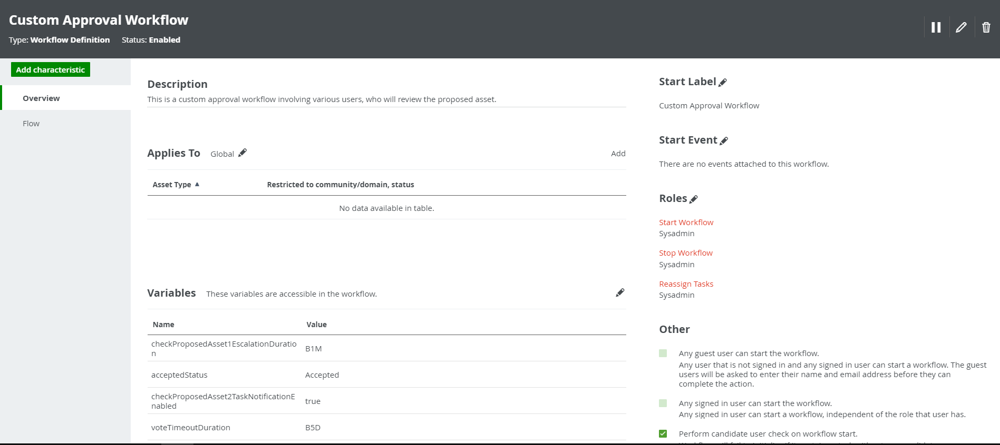 Custom Approval Workflow
Type: Workflow Definition Status: Enabled
Add characteristic
Overview
Flow
Description
This is a custom approval workflow involving various users, who will review the proposed asset.
Applies To Global Add
Asset Type Restricted to community/domain, status
No data available in table.
Variables These variables are accessible in the workflow.
Name Value
checkProposedAsset1EscalationDuratio
n
B1M
acceptedStatus Accepted
checkProposedAsset2TaskNotificationE
nabled
true
voteTimeoutDuration B5D
Start Label
Custom Approval Workflow
Start Event
There are no events attached to this workflow.
Roles
Start Workflow
Sysadmin
Stop Workflow
Sysadmin
Reassign Tasks
Sysadmin
Other
Any guest user can start the workflow.
Any user that is not signed in and any signed in user can start a workflow. The guest
users will be asked to enter their name and email address before they can
complete the action.
Any signed in user can start the workflow.
Any signed in user can start a workflow, independent of the role that user has.
Perform candidate user check on workflow start.